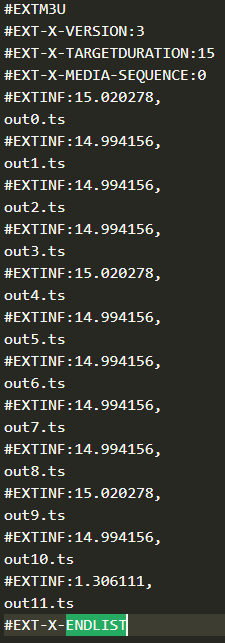 #EXTM3U
#EXT-X-VERSION:3
#EXT-X-TARGETDURATION:15
#EXT-X-MEDIA-SEQUENCE:0
#EXTINF:15.020278,
out0.ts
#EXTINF:14.994156,
out1.ts
#EXTINF:14.994156,
out2.ts
#EXTINF:14.994156,
out3.ts
#EXTINF:15.020278,
out4.ts
#EXTINF:14.994156,
out5.ts
#EXTINF:14.994156,
out6.ts
#EXTINF:14.994156,
out7.ts
#EXTINF:14.994156,
out8.ts
#EXTINF:15.020278,
out9.ts
#EXTINF:14.994156,
out10.ts
#EXTINF:1.306111,
out11.ts
#EXT-X-ENDLIST